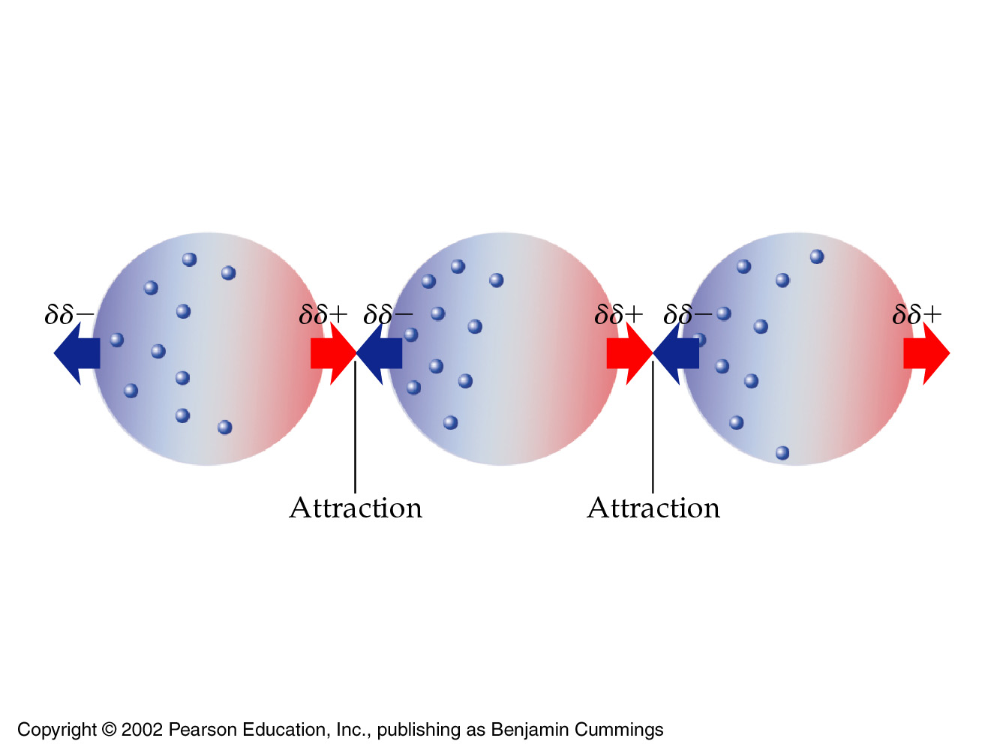 δδ− δδ+ δδ− δδ+ δδ− δδ+
Attraction Attraction
Copyright © 2002 Pearson Education, Inc., publishing as Benjamin Cummings